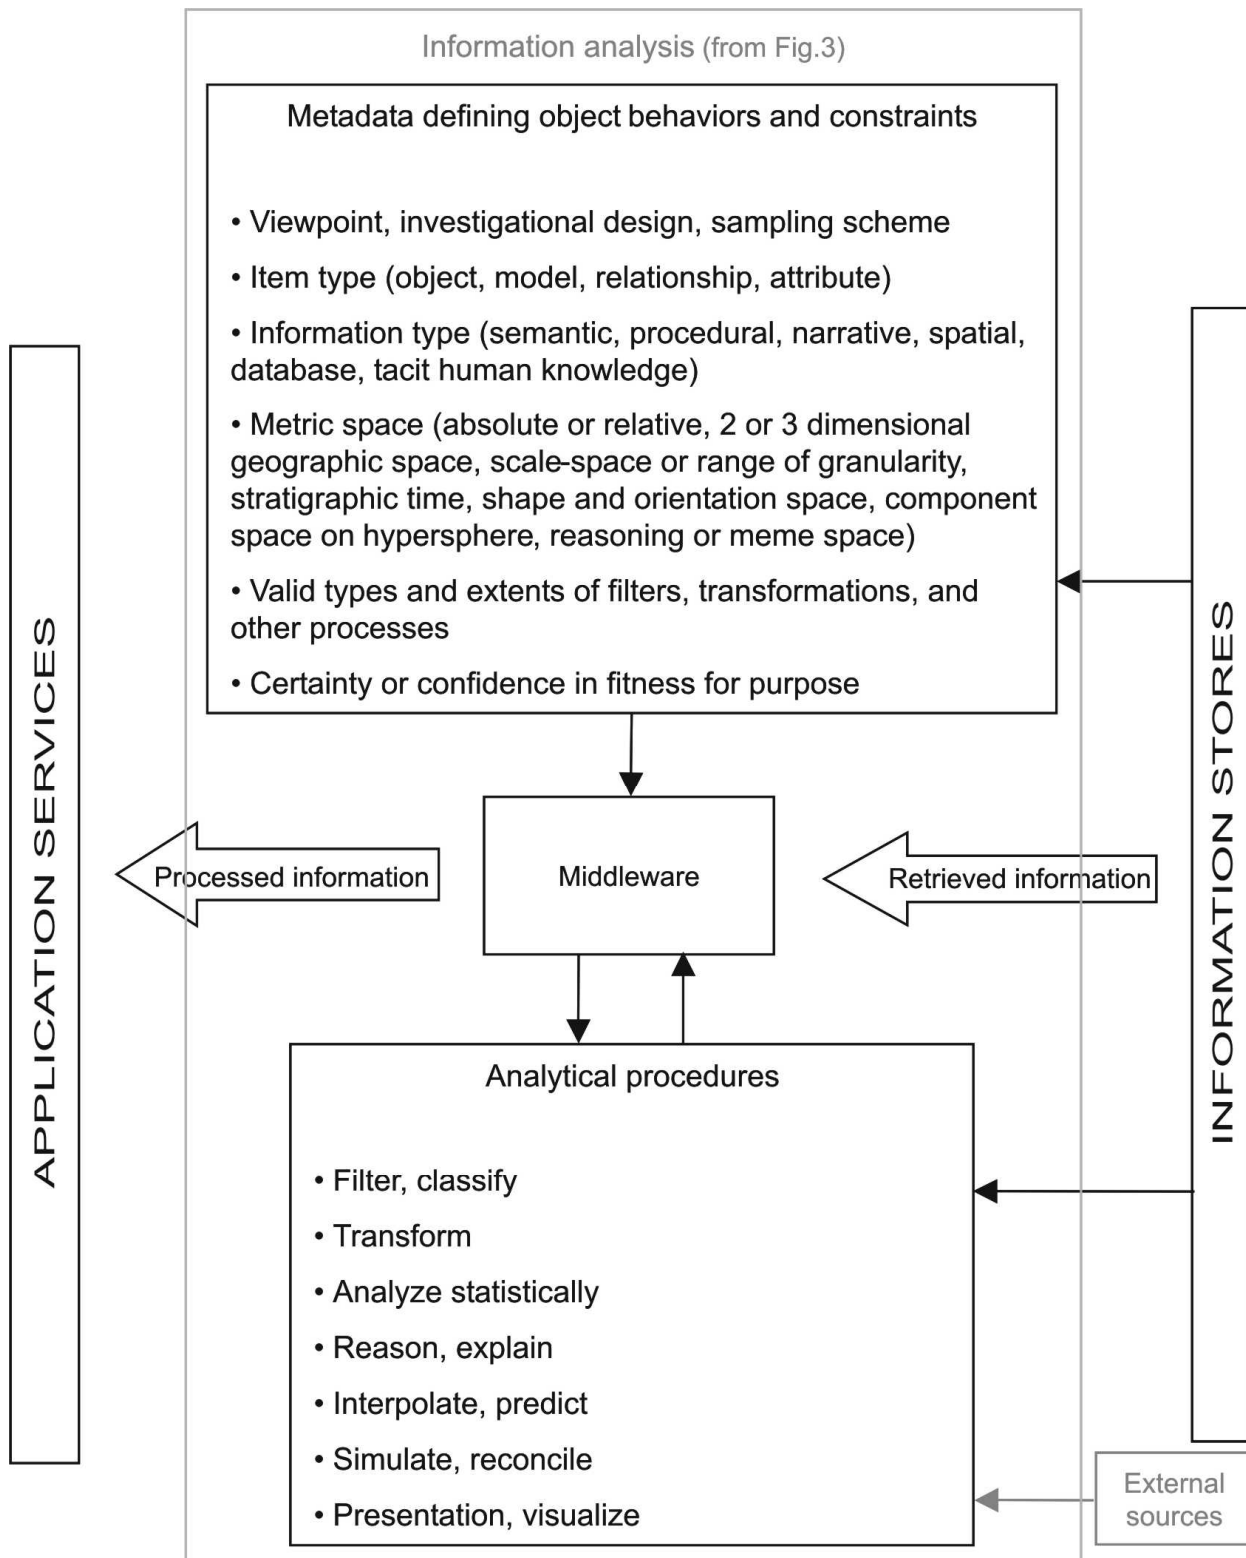 Information analysis (from Fig.3)
Metadata defining object behaviors and constraints
• Viewpoint, investigational design, sampling scheme
• Item type (object, model, relationship, attribute)
• Information type (semantic, procedural, narrative, spatial,
database, tacit human knowledge)
• Metric space (absolute or relative, 2 or 3 dimensional
geographic space, scale-space or range of granularity,
stratigraphic time, shape and orientation space, component
space on hypersphere, reasoning or meme space)
• Valid types and extents of filters, transformations, and
other processes
• Certainty or confidence in fitness for purpose
APPLICATION SERVICES
Processed information
Middleware
Retrieved information
INFORMATION STORES
Analytical procedures
• Filter, classify
• Transform
• Analyze statistically
• Reason, explain
• Interpolate, predict
• Simulate, reconcile
• Presentation, visualize
External
sources